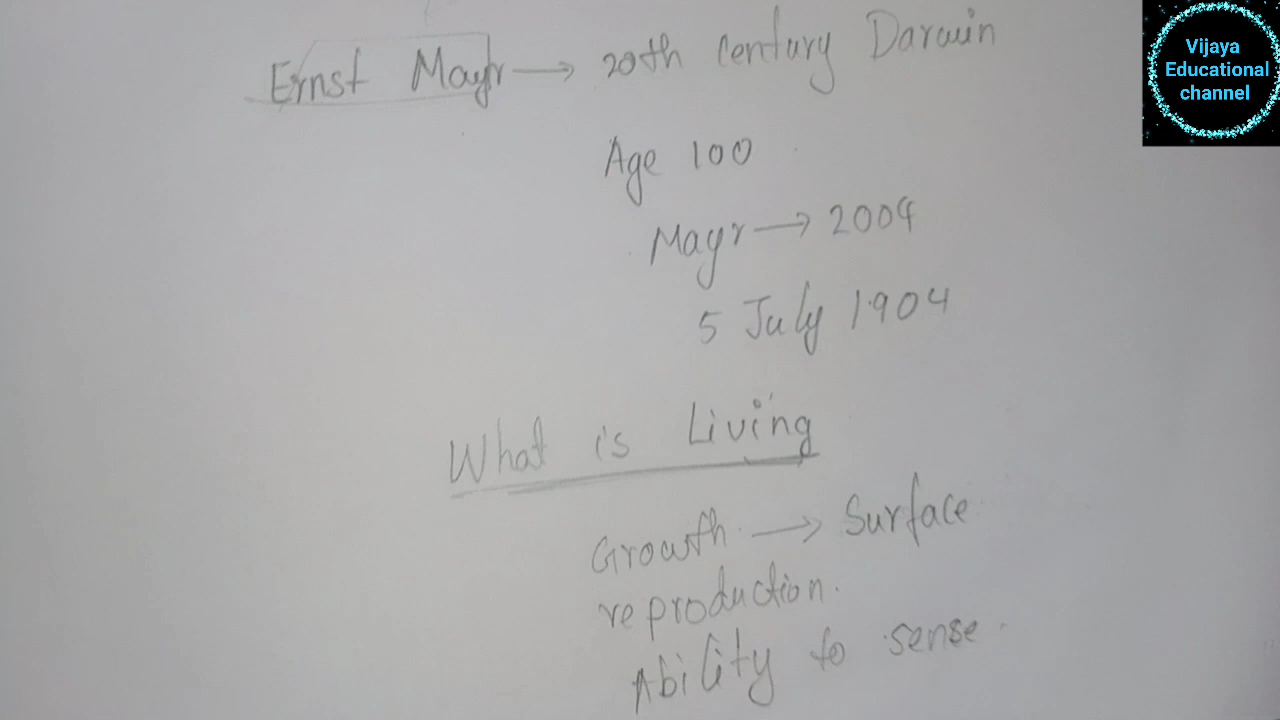 Ernst Mayr → 20th century Darwin
Age 100
Mayr → 2004
5 July 1904
What is Living
Growth → Surface
reproduction.
Ability to sense.
Vijaya
Educational
channel